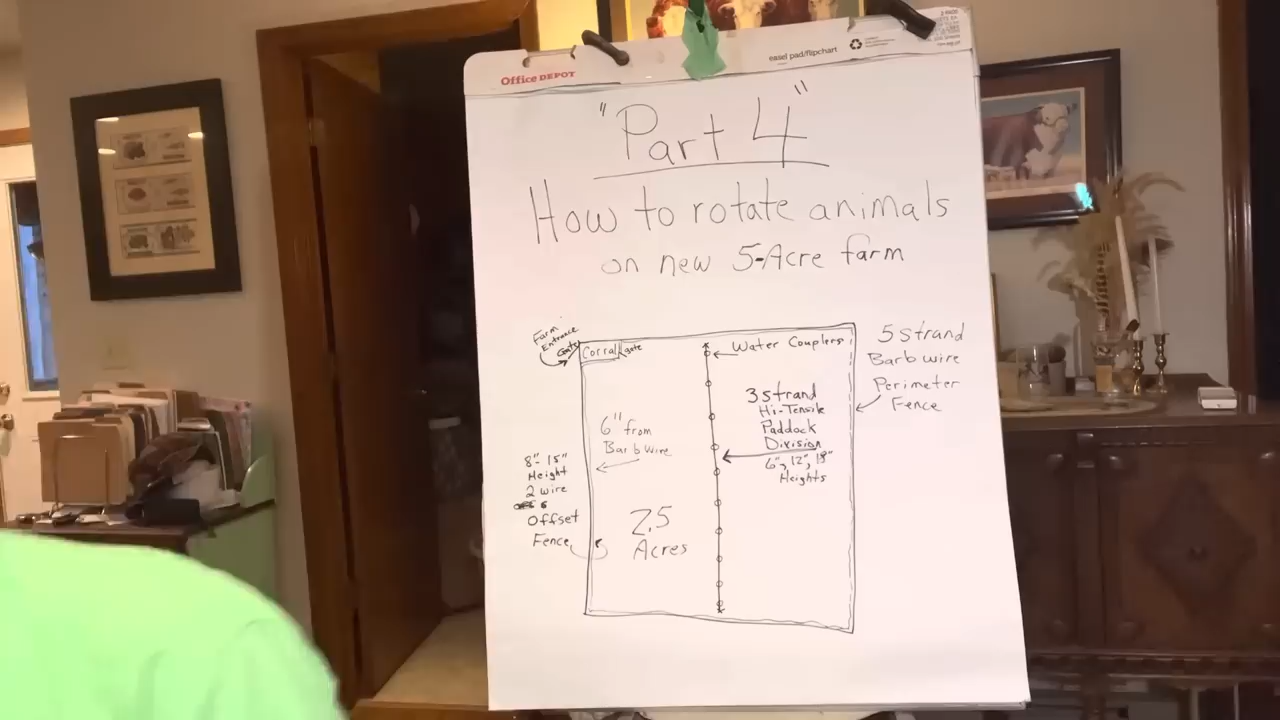 Office DEPOT
easel pad/flipchart
"Part 4"
How to rotate animals
on new 5-Acre farm
Farm
Entrance
Gate
Corral
gate
Water Couplers
5 strand
Barb wire
Perimeter
Fence
3 strand
Hi-Tensile
Paddock
Division
6", 12", 18"
Heights
6" from
Barb wire
8"-15"
Height
2 wire
Offset
Fence
2.5
Acres